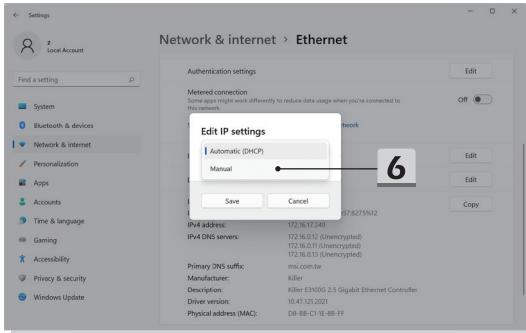 Settings
Z
Local Account
Find a setting
System
Bluetooth & devices
Network & internet
Personalization
Apps
Accounts
Time & language
Gaming
Accessibility
Privacy & security
Windows Update
Network & internet > Ethernet
Authentication settings
Edit
Metered connection
Some apps might work differently to reduce data usage when you're connected to
this network.
Off
Edit IP settings
Automatic (DHCP)
Manual
6
Save
Cancel
Edit
Edit
Copy
IPv4 address: 172.16.17.249
IPv4 DNS servers: 172.16.0.12 (Unencrypted)
172.16.0.11 (Unencrypted)
172.16.0.13 (Unencrypted)
Primary DNS suffix: msi.com.tw
Manufacturer: Killer
Description: Killer E3100G 2.5 Gigabit Ethernet Controller
Driver version: 10.47.121.2021
Physical address (MAC): D8-BB-C1-1E-8B-FF